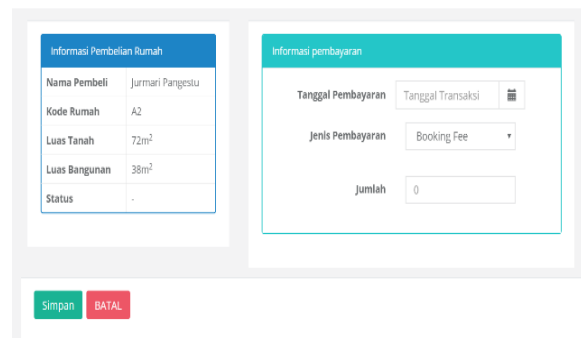 Informasi Pembelian Rumah
Nama Pembeli Jurmari Pangestu
Kode Rumah A2
Luas Tanah 72m²
Luas Bangunan 38m²
Status -
Informasi pembayaran
Tanggal Pembayaran Tanggal Transaksi
Jenis Pembayaran Booking Fee
Jumlah 0
Simpan BATAL